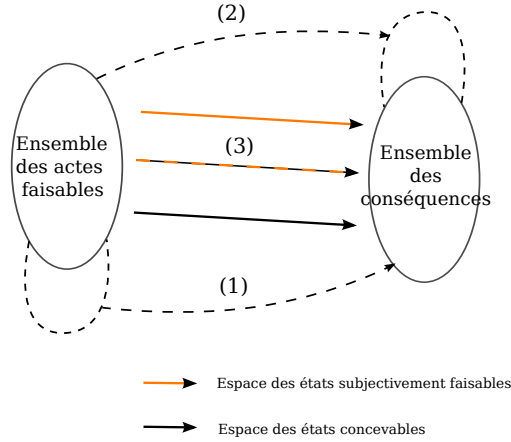 (2)
Ensemble
des actes
faisables
(3)
Ensemble
des
conséquences
(1)
Espace des états subjectivement faisables
Espace des états concevables